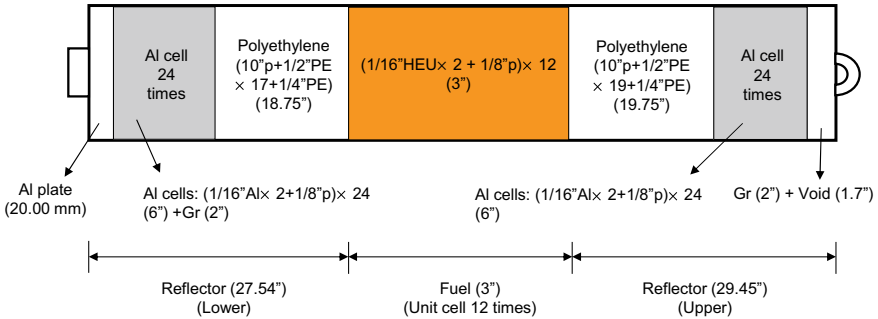 Al cell
24
times
Polyethylene
(10”p+1/2”PE
× 17+1/4”PE)
(18.75”)
(1/16”HEU× 2 + 1/8”p)× 12
(3”)
Polyethylene
(10”p+1/2”PE
× 19+1/4”PE)
(19.75”)
Al cell
24
times
Al plate
(20.00 mm)
Al cells: (1/16”Al× 2+1/8”p)× 24
(6”) +Gr (2”)
Al cells: (1/16”Al× 2+1/8”p)× 24
(6”)
Gr (2”) + Void (1.7”)
Reflector (27.54”)
(Lower)
Fuel (3”)
(Unit cell 12 times)
Reflector (29.45”)
(Upper)